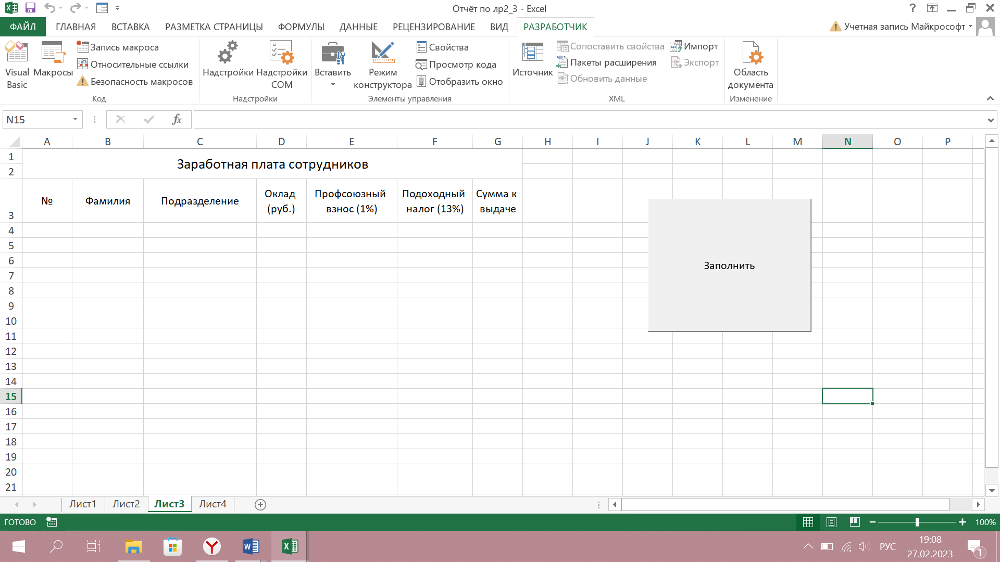 Отчёт по лр2_3 - Excel
?
ФАЙЛ ГЛАВНАЯ ВСТАВКА РАЗМЕТКА СТРАНИЦЫ ФОРМУЛЫ ДАННЫЕ РЕЦЕНЗИРОВАНИЕ ВИД РАЗРАБОТЧИК Учетная запись Майкрософт
Visual Basic
Макросы
Запись макроса
Относительные ссылки
Безопасность макросов
Код
Надстройки
Надстройки COM
Надстройки
Вставить
Режим конструктора
Свойства
Просмотр кода
Отобразить окно
Элементы управления
Источник
Сопоставить свойства
Пакеты расширения
Обновить данные
Импорт
Экспорт
XML
Область документа
Изменение
N15
fx
A B C D E F G H I J K L M N O P
1
2
Заработная плата сотрудников
3
№
Фамилия
Подразделение
Оклад (руб.)
Профсоюзный взнос (1%)
Подоходный налог (13%)
Сумма к выдаче
Заполнить
4
5
6
7
8
9
10
11
12
13
14
15
16
17
18
19
20
21
Лист1 Лист2 Лист3 Лист4
ГОТОВО
100%
РУС
19:08
27.02.2023
1